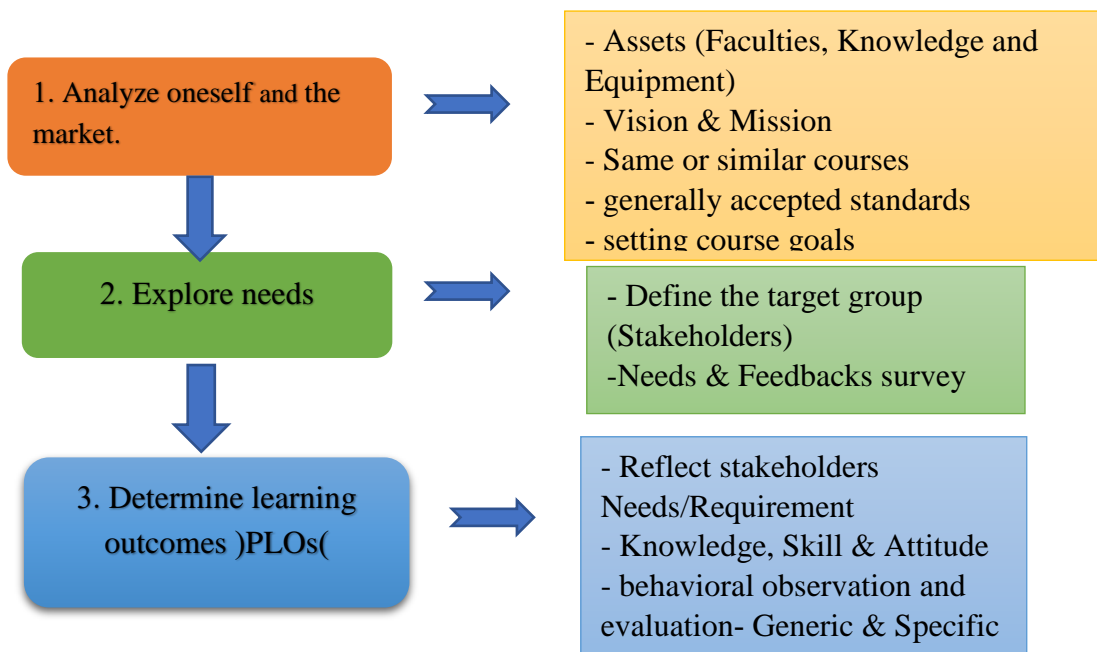 1. Analyze oneself and the
market.
- Assets (Faculties, Knowledge and
Equipment)
- Vision & Mission
- Same or similar courses
- generally accepted standards
- setting course goals
2. Explore needs
- Define the target group
(Stakeholders)
-Needs & Feedbacks survey
3. Determine learning
outcomes )PLOs(
- Reflect stakeholders
Needs/Requirement
- Knowledge, Skill & Attitude
- behavioral observation and
evaluation- Generic & Specific